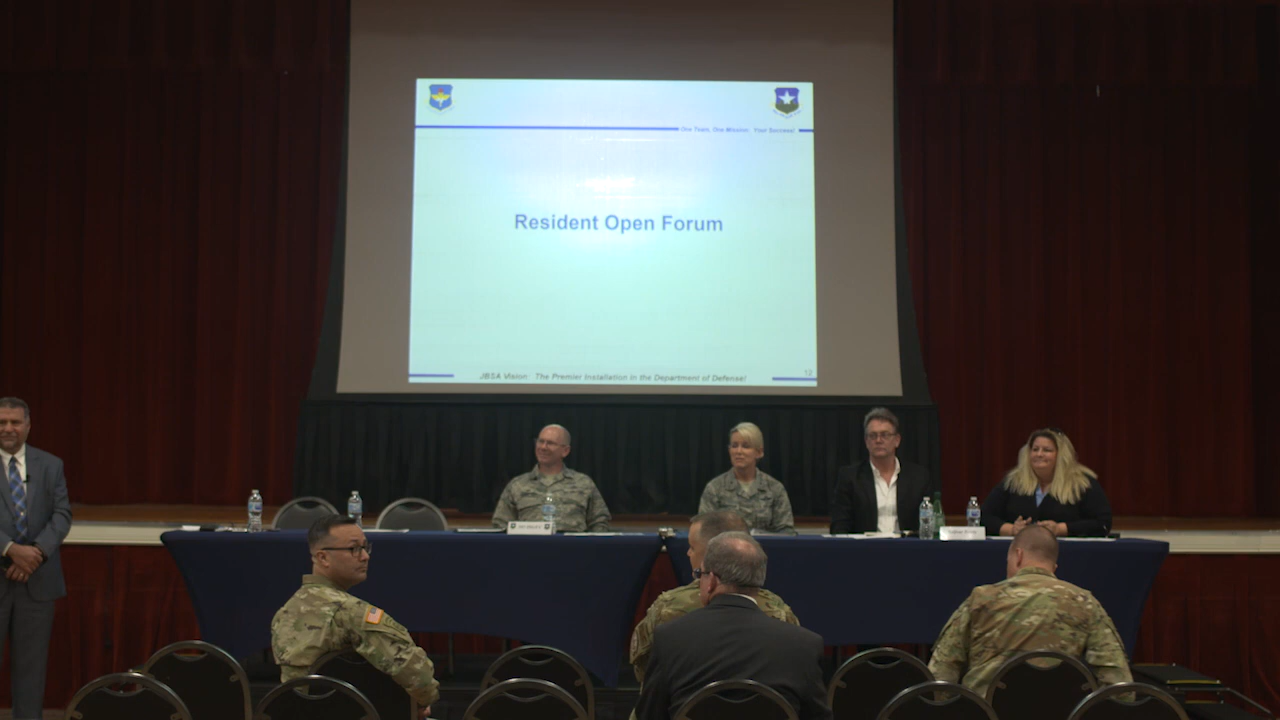 One Team, One Mission, Your Success!
Resident Open Forum
JBSA Vision: The Premier Installation in the Department of Defense!
12